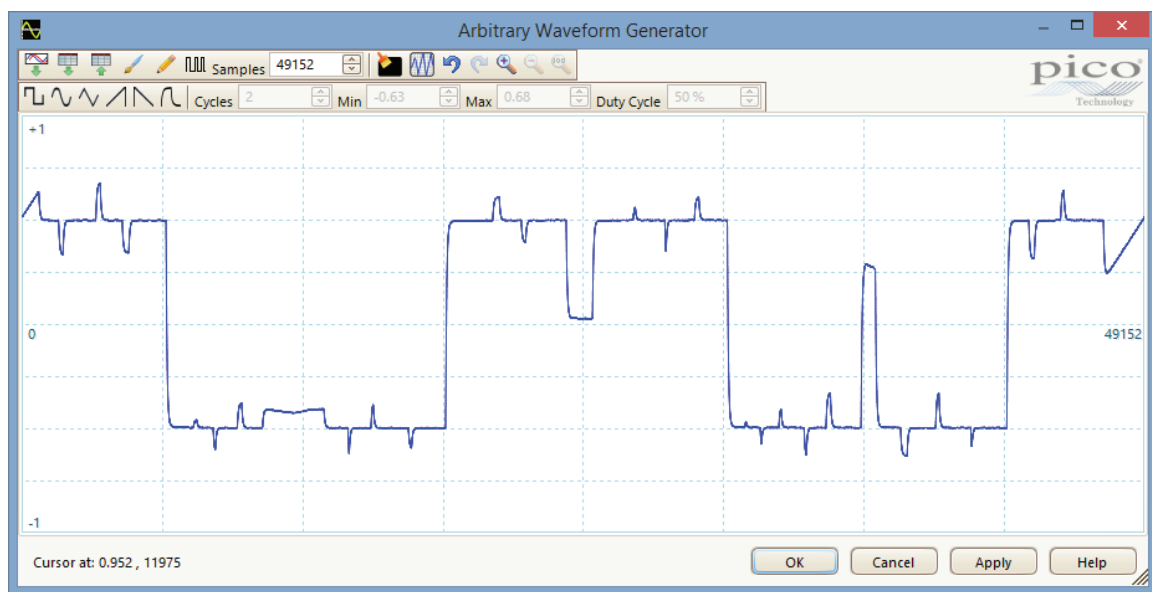 Arbitrary Waveform Generator
Samples 49152
pico
Technology
Cycles 2 Min -0.63 Max 0.68 Duty Cycle 50 %
+1
0
49152
-1
Cursor at: 0.952 , 11975
OK Cancel Apply Help